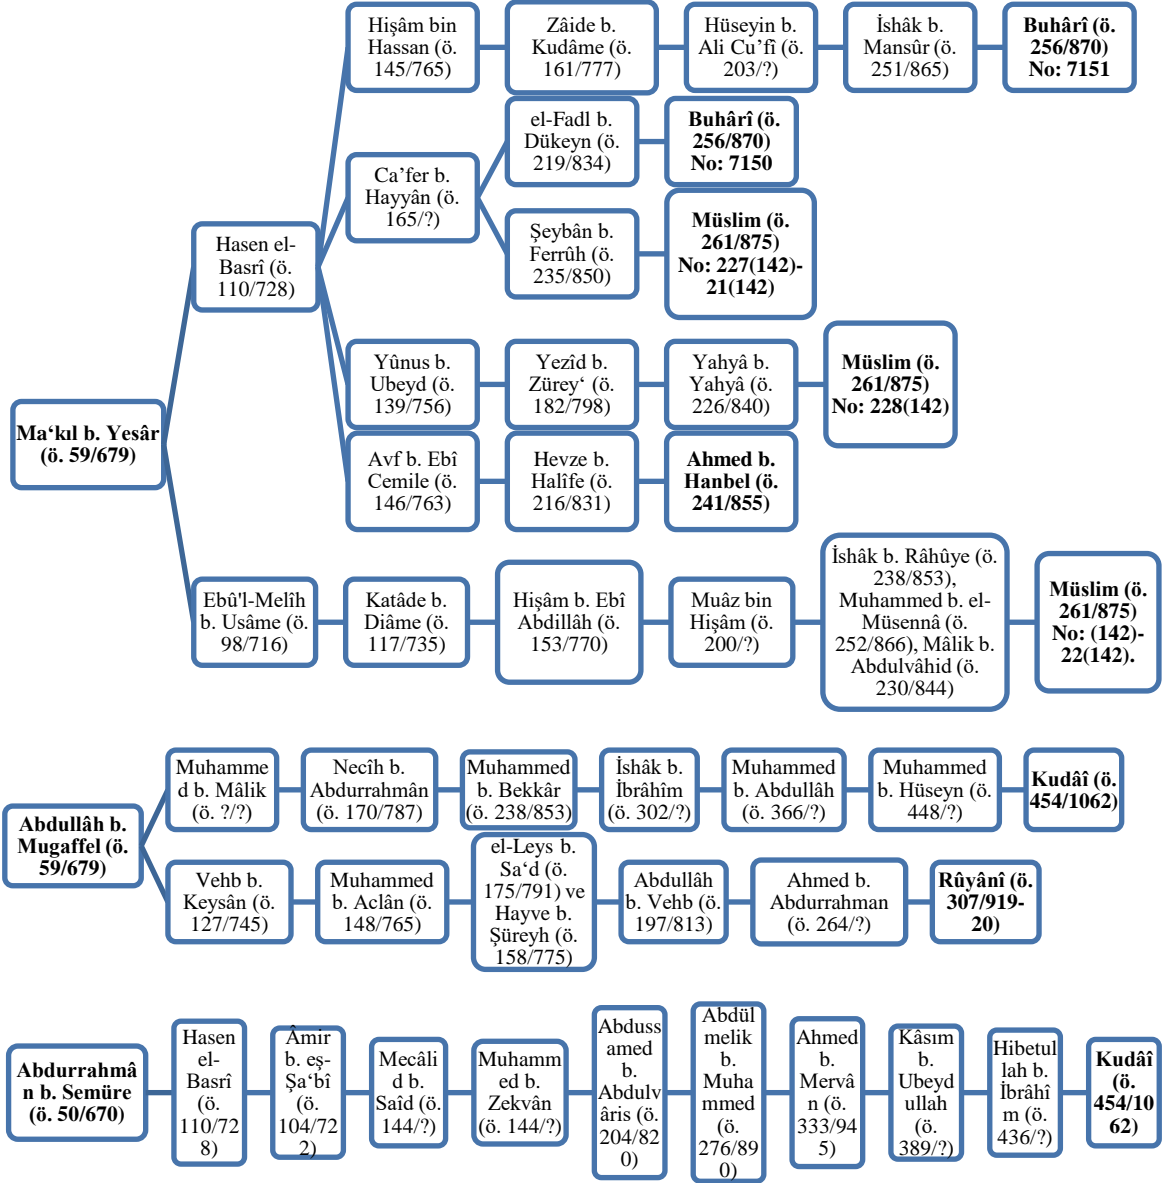 Hişâm bin
Hassan (ö.
145/765)
Zâide b.
Kudâme (ö.
161/777)
Hüseyin b.
Ali Cu’fî (ö.
203/?)
İshâk b.
Mansûr (ö.
251/865)
Buhârî (ö.
256/870)
No: 7151
Ca’fer b.
Hayyân (ö.
165/?)
el-Fadl b.
Dükeyn (ö.
219/834)
Buhârî (ö.
256/870)
No: 7150
Şeybân b.
Ferrûh (ö.
235/850)
Müslim (ö.
261/875)
No: 227(142)-
21(142)
Hasen el-
Basrî (ö.
110/728)
Yûnus b.
Ubeyd (ö.
139/756)
Yezîd b.
Zürey‘ (ö.
182/798)
Yahyâ b.
Yahyâ (ö.
226/840)
Müslim (ö.
261/875)
No: 228(142)
Ma‘kıl b. Yesâr
(ö. 59/679)
Avf b. Ebî
Cemile (ö.
146/763)
Hevze b.
Halîfe (ö.
216/831)
Ahmed b.
Hanbel (ö.
241/855)
Ebû'l-Melîh
b. Usâme (ö.
98/716)
Katâde b.
Diâme (ö.
117/735)
Hişâm b. Ebî
Abdillâh (ö.
153/770)
Muâz bin
Hişâm (ö.
200/?)
İshâk b. Râhûye (ö.
238/853),
Muhammed b. el-
Müsennâ (ö.
252/866), Mâlik b.
Abdulvâhid (ö.
230/844)
Müslim (ö.
261/875)
No: (142)-
22(142).
Abdullâh b.
Mugaffel (ö.
59/679)
Muhamme
d b. Mâlik
(ö. ?/?)
Necîh b.
Abdurrahmân
(ö. 170/787)
Muhammed
b. Bekkâr
(ö. 238/853)
İshâk b.
İbrâhîm
(ö. 302/?)
Muhammed
b. Abdullâh
(ö. 366/?)
Muhammed
b. Hüseyn (ö.
448/?)
Kudâî (ö.
454/1062)
Vehb b.
Keysân (ö.
127/745)
Muhammed
b. Aclân (ö.
148/765)
el-Leys b.
Sa‘d (ö.
175/791) ve
Hayve b.
Şüreyh (ö.
158/775)
Abdullâh
b. Vehb (ö.
197/813)
Ahmed b.
Abdurrahman
(ö. 264/?)
Rûyânî (ö.
307/919-
20)
Abdurrahmâ
n b. Semüre
(ö. 50/670)
Hasen
el-
Basrî
(ö.
110/72
8)
Âmir
b. eş-
Şa‘bî
(ö.
104/72
2)
Mecâli
d b.
Saîd (ö.
144/?)
Muhamm
ed b.
Zekvân
(ö. 144/?)
Abduss
amed
b.
Abdulv
âris (ö.
204/82
0)
Abdül
melik
b.
Muha
mmed
(ö.
276/89
0)
Ahmed
b.
Mervâ
n (ö.
333/94
5)
Kâsım
b.
Ubeyd
ullah
(ö.
389/?)
Hibetul
lah b.
İbrâhî
m (ö.
436/?)
Kudâî
(ö.
454/10
62)